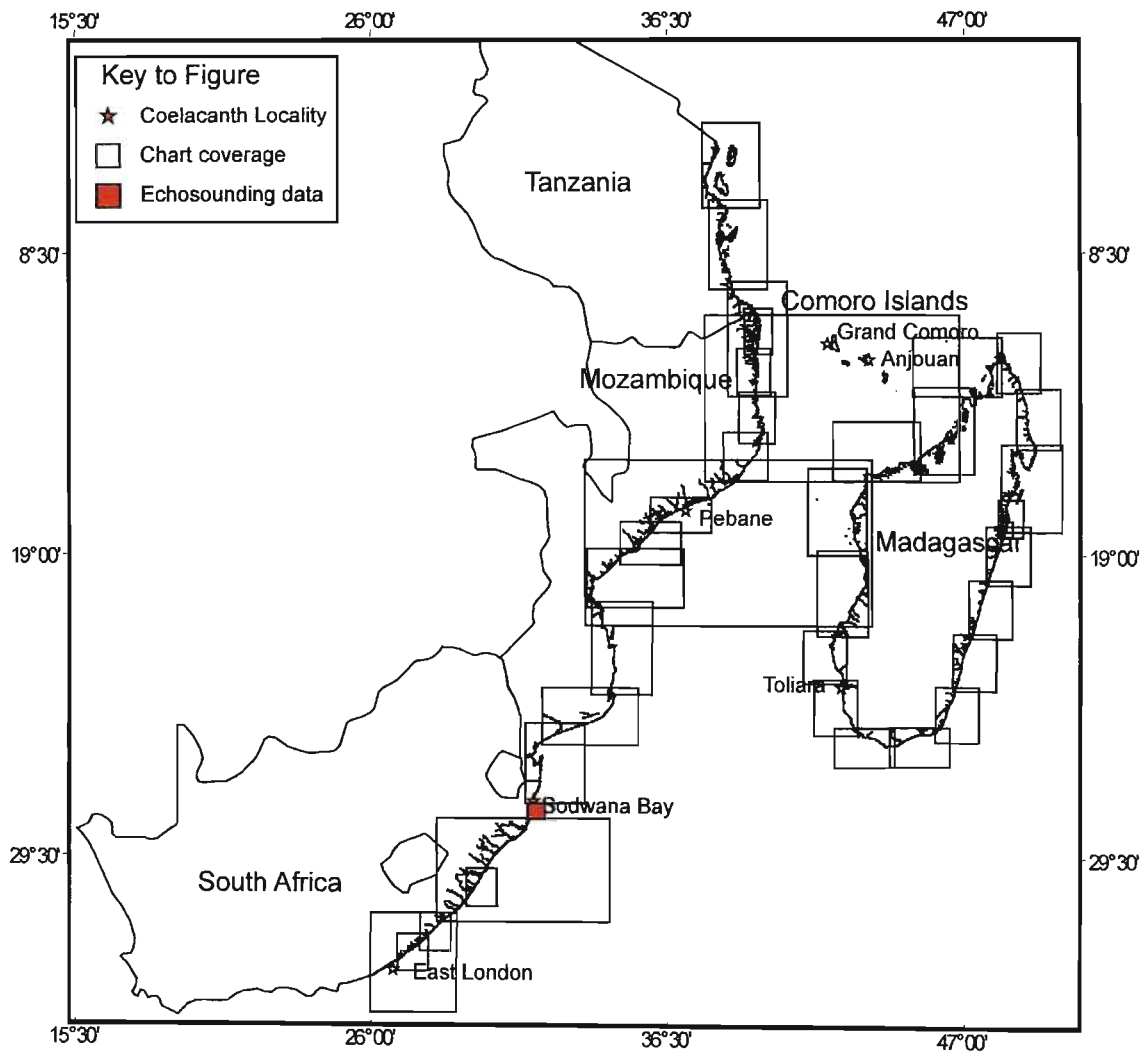 15°30' 26°00' 36°30' 47°00'
Key to Figure
Coelacanth Locality
Chart coverage
Echosounding data
Tanzania
8°30' 8°30'
Comoro Islands
Grand Comoro
Anjouan
Mozambique
Pebane
Madagascar
19°00' 19°00'
Toliara
Sodwana Bay
29°30' 29°30'
South Africa
East London
15°30' 26°00' 36°30' 47°00'